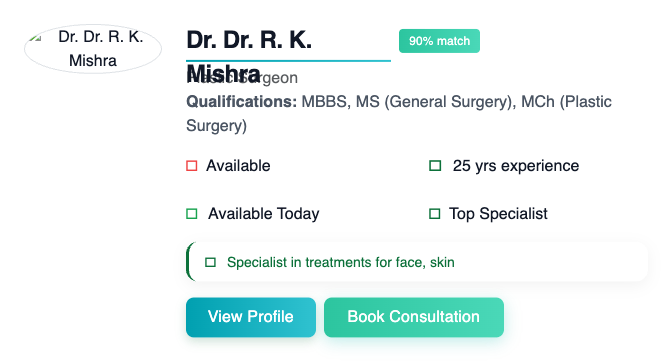 Dr. Dr. R. K.
Mishra
Dr. Dr. R. K.
Mishra
90% match
Plastic Surgeon
Qualifications: MBBS, MS (General Surgery), MCh (Plastic
Surgery)
Available
25 yrs experience
Available Today
Top Specialist
Specialist in treatments for face, skin
View Profile
Book Consultation